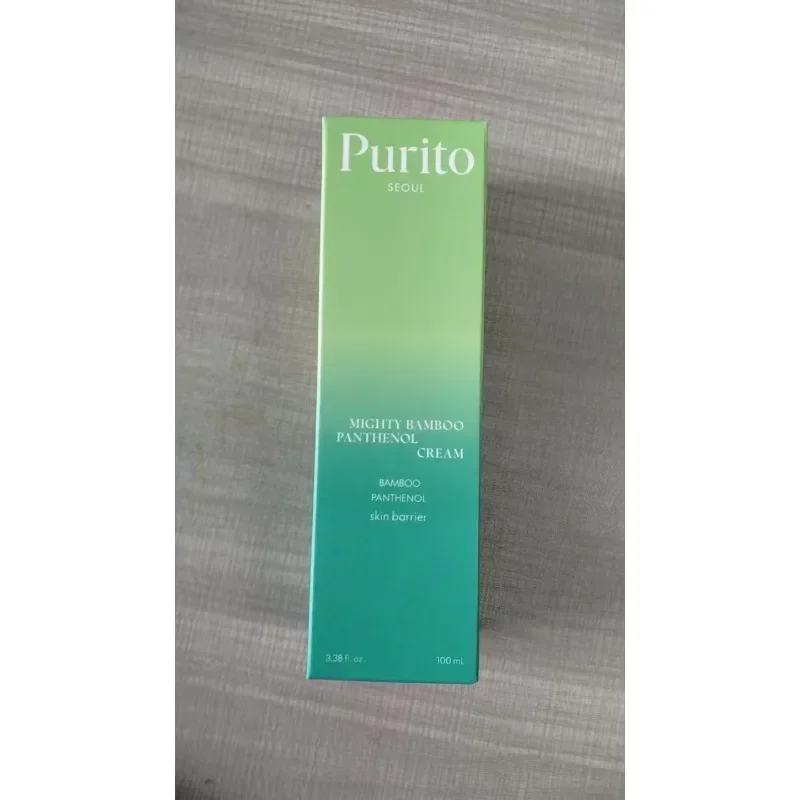 Purito
SEOUL
MIGHTY BAMBOO
PANTHENOL
CREAM
BAMBOO
PANTHENOL
skin barrier
3.38 fl. oz.
100 mL